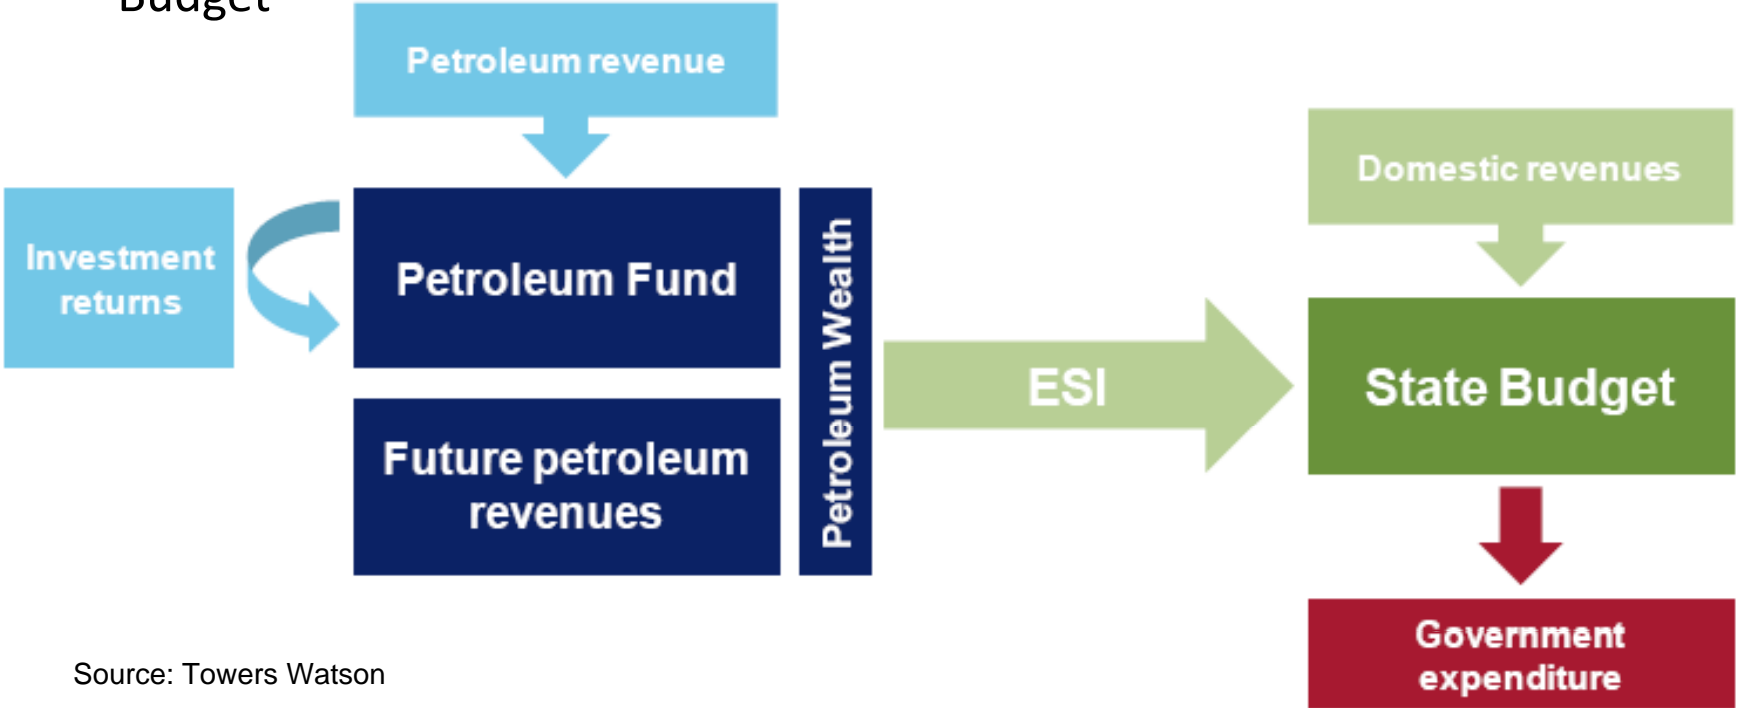 Budget
Petroleum revenue
Domestic revenues
Investment
returns
Petroleum Fund
Petroleum Wealth
ESI
State Budget
Future petroleum
revenues
Government
expenditure
Source: Towers Watson